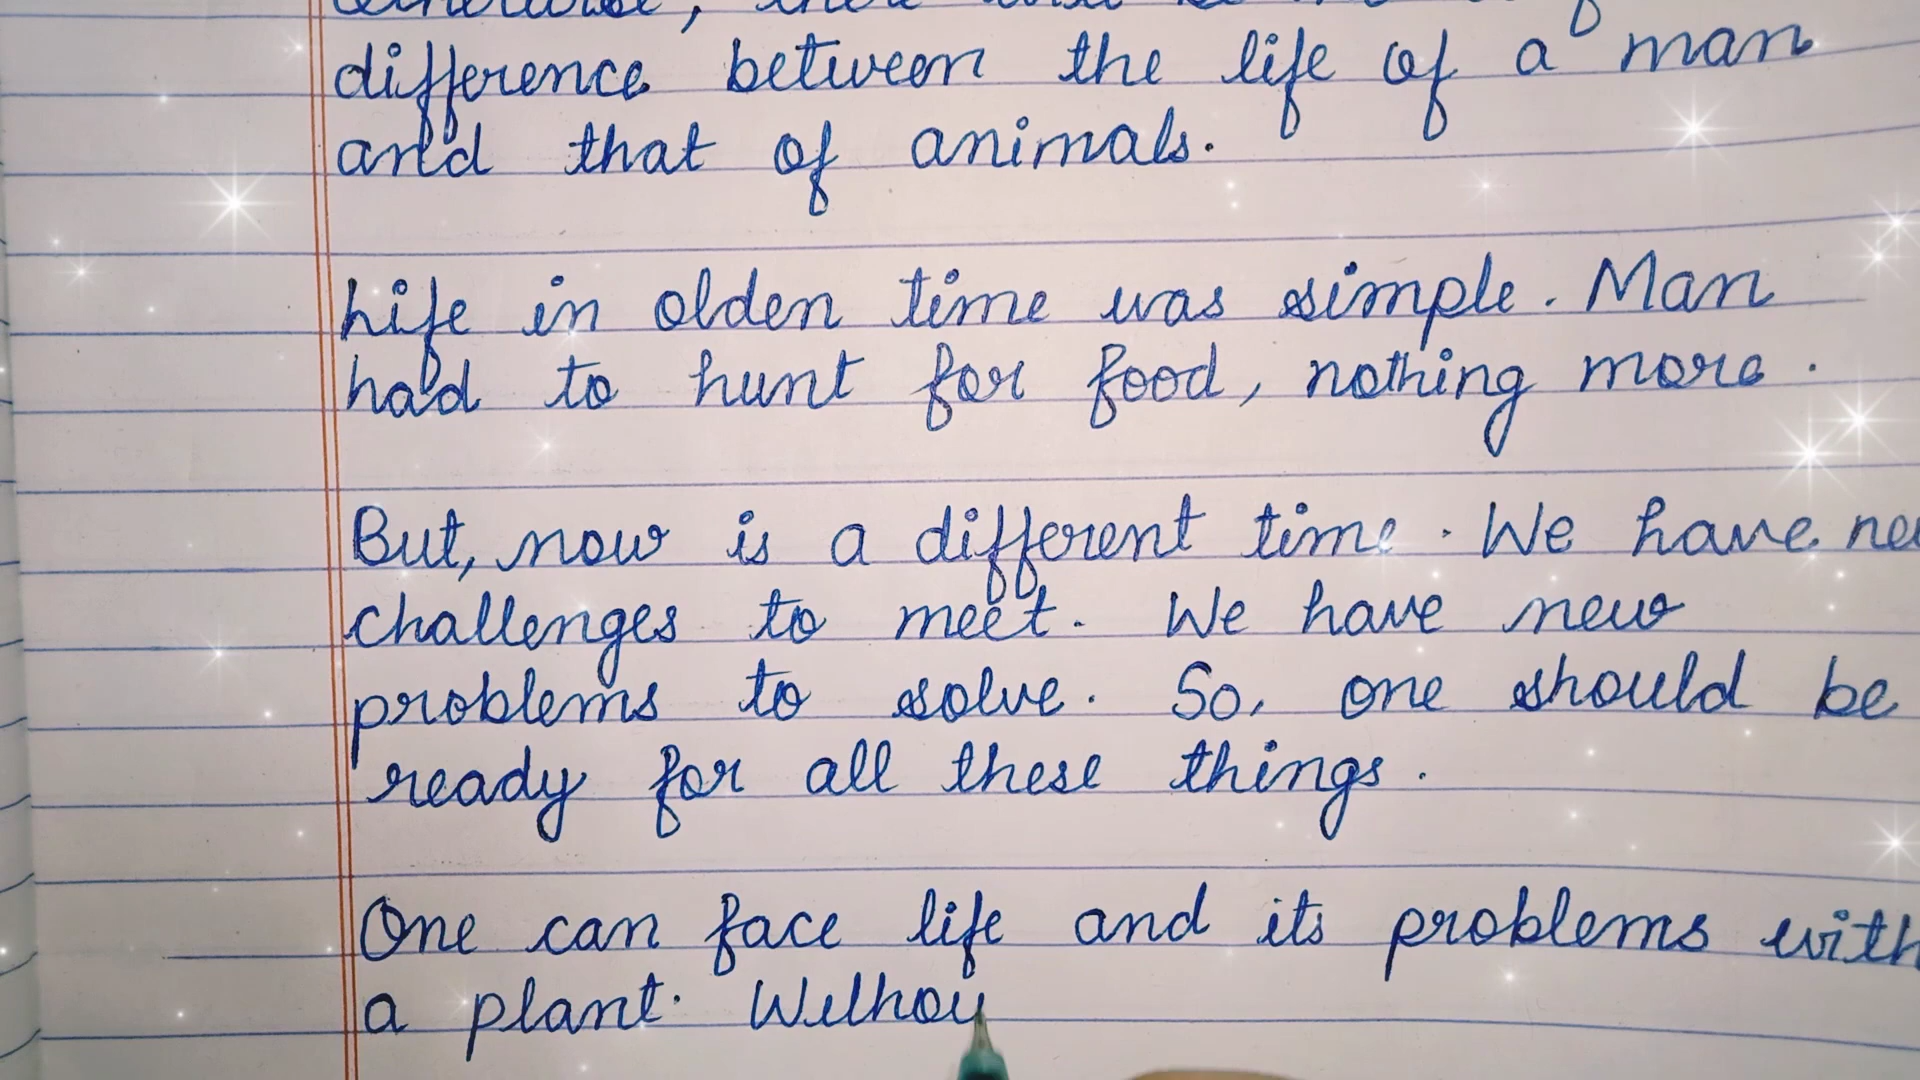 difference between the life of a man
and that of animals.
Life in olden time was simple. Man
had to hunt for food, nothing more.
But, now is a different time. We have
challenges to meet. We have new
problems to solve. So, one should be
ready for all these things.
One can face life and its problems with
a plant. Withou